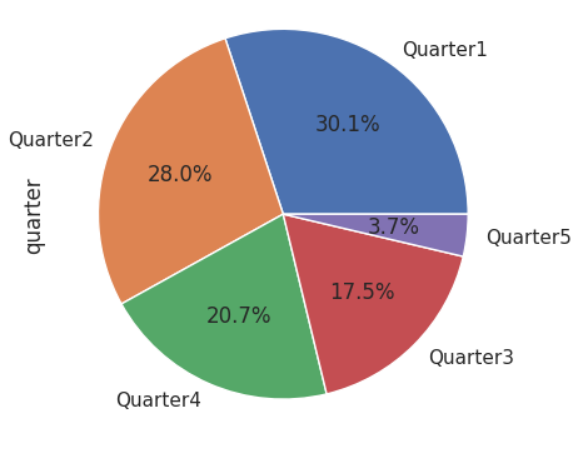 Quarter1
30.1%
Quarter2
28.0%
quarter
3.7%
Quarter5
17.5%
20.7%
Quarter3
Quarter4